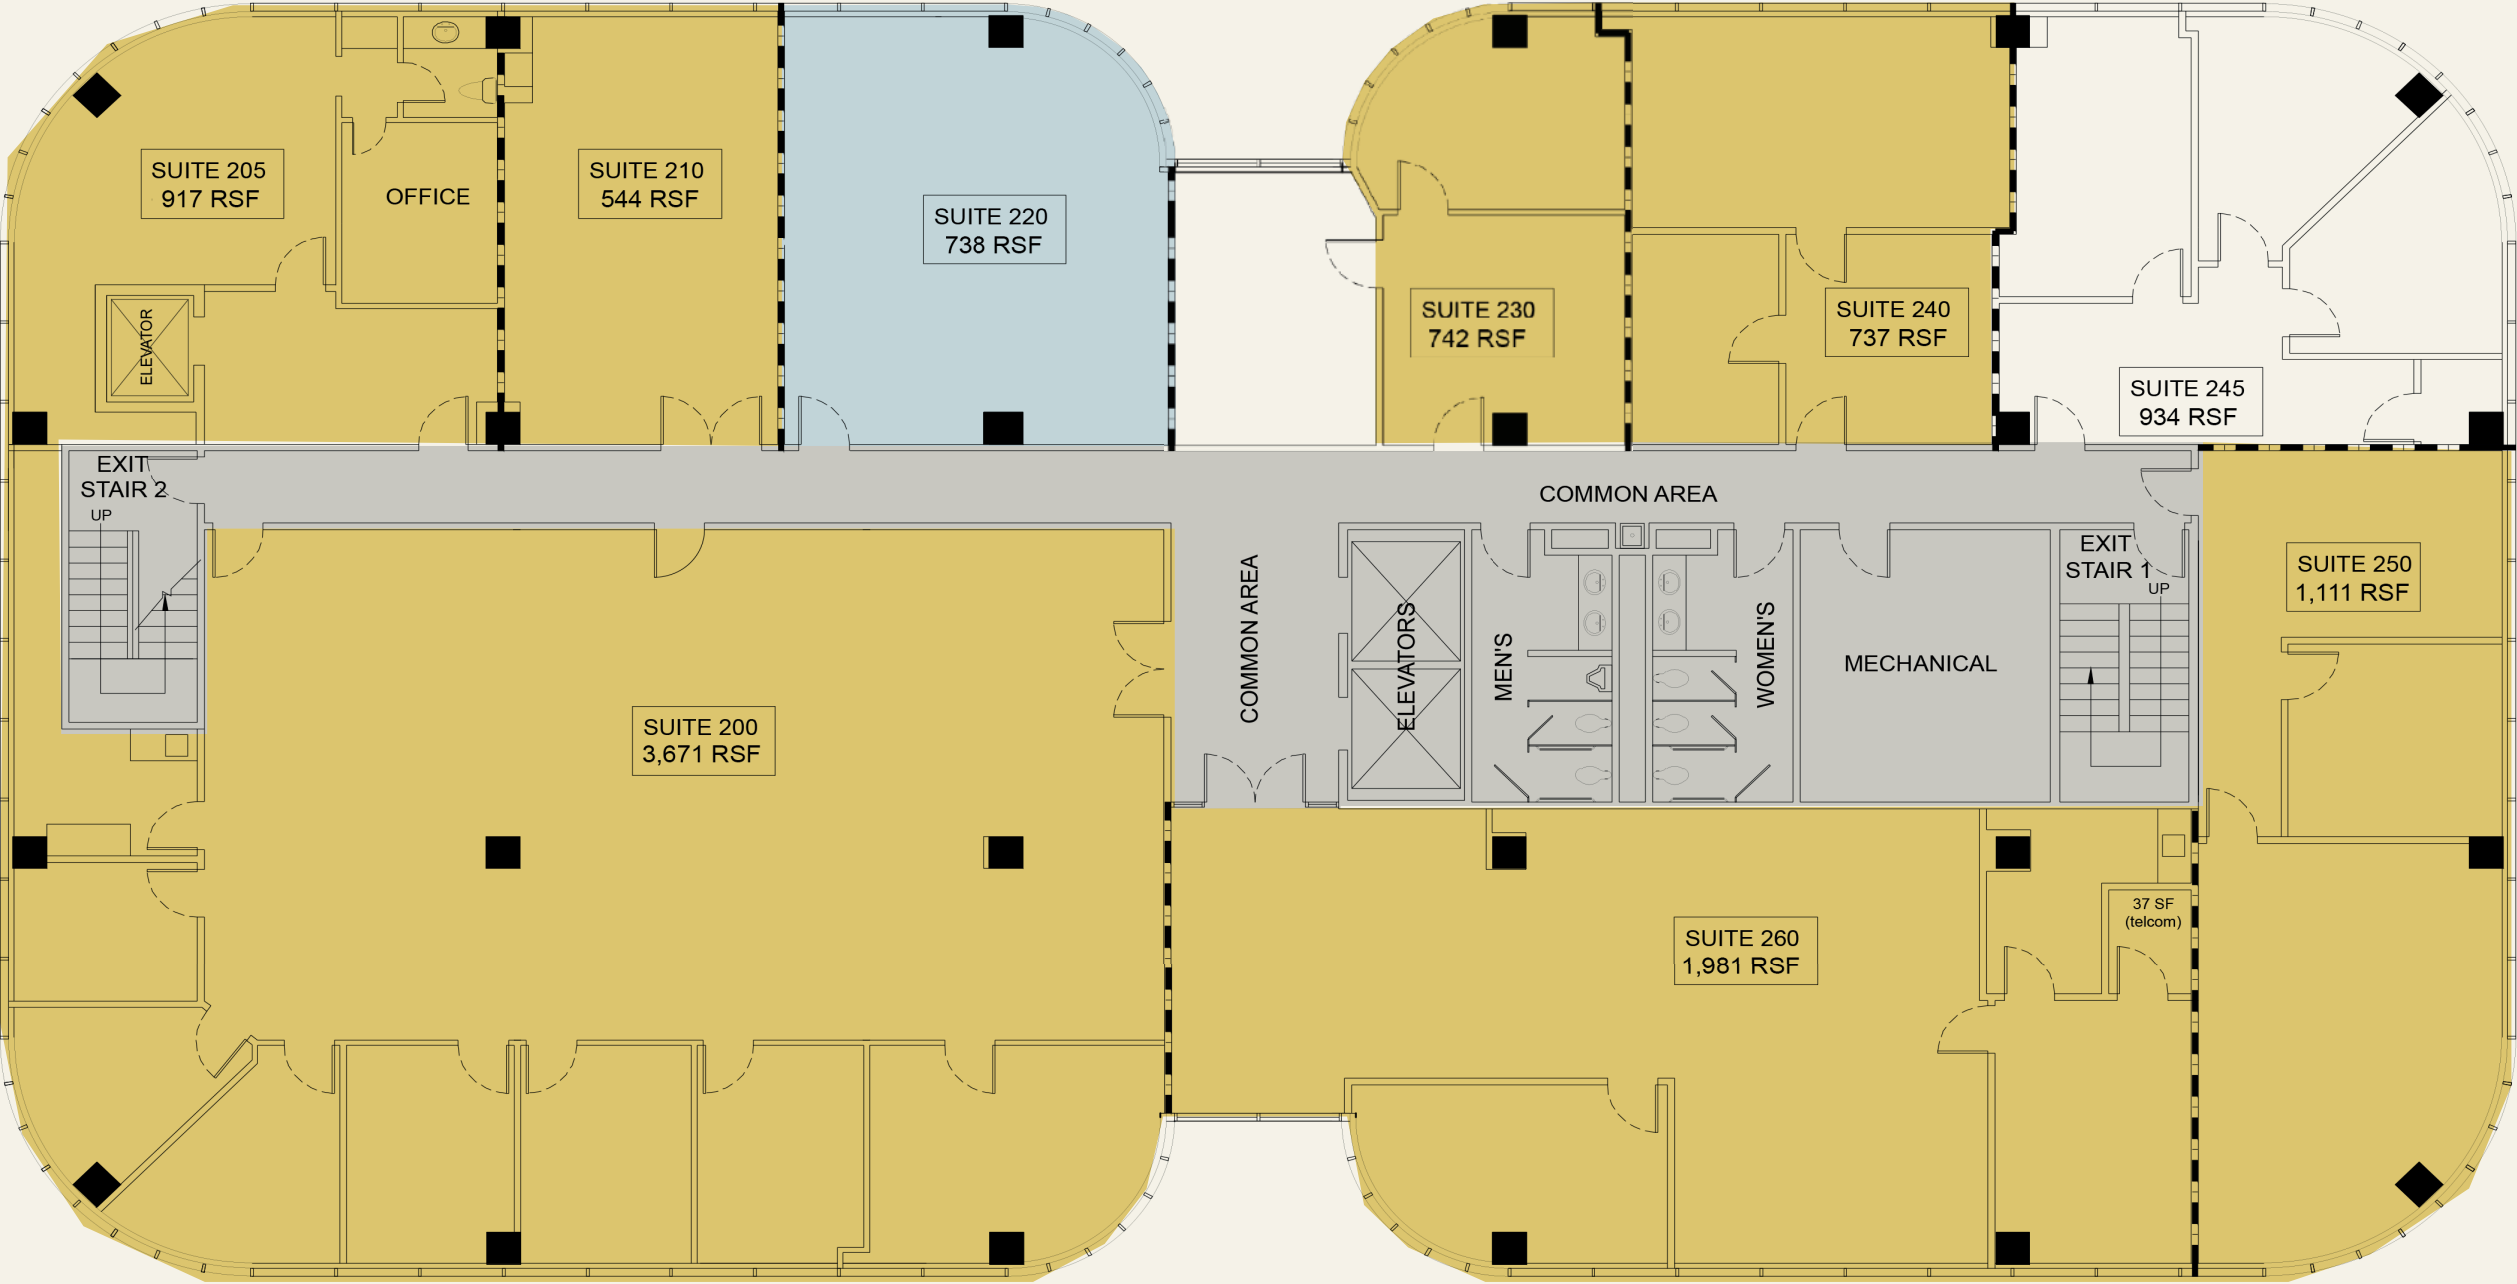 SUITE 205
917 RSF
OFFICE
SUITE 210
544 RSF
SUITE 220
738 RSF
SUITE 230
742 RSF
SUITE 240
737 RSF
SUITE 245
934 RSF
ELEVATOR
EXIT
STAIR 2
UP
COMMON AREA
COMMON AREA
ELEVATORS
MEN'S
WOMEN'S
MECHANICAL
EXIT
STAIR 1
UP
SUITE 250
1,111 RSF
SUITE 200
3,671 RSF
SUITE 260
1,981 RSF
37 SF
(telcom)